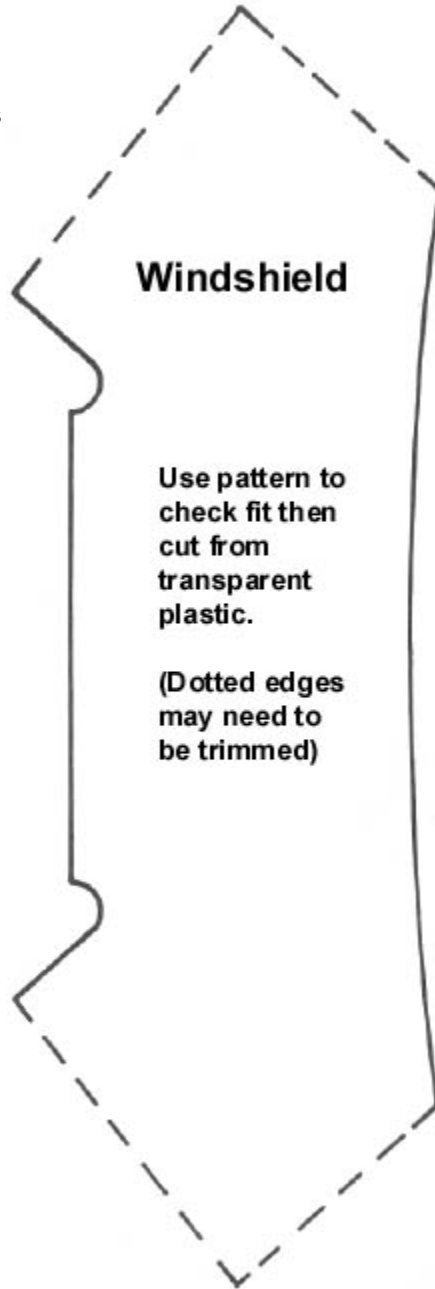 Windshield
Use pattern to
check fit then
cut from
transparent
plastic.
(Dotted edges
may need to
be trimmed)